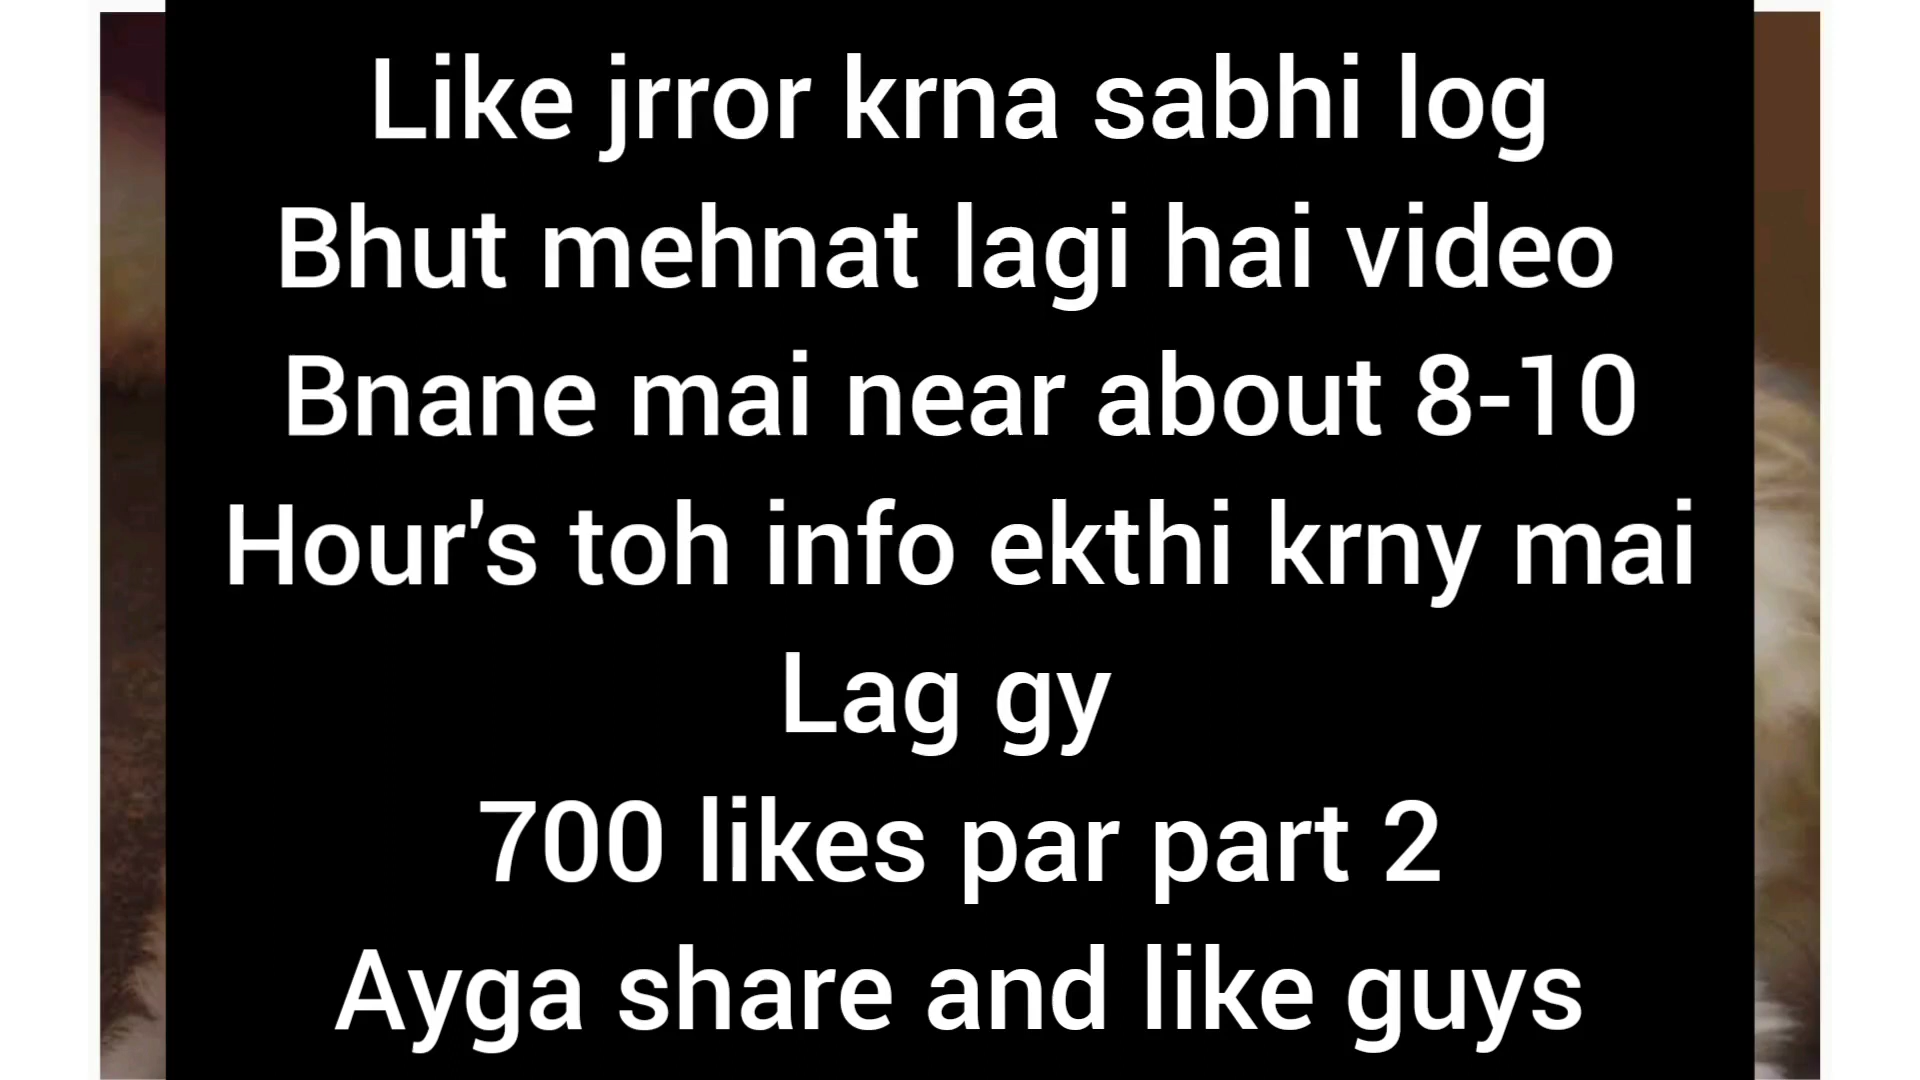 Like jrror krna sabhi log
Bhut mehnat lagi hai video
Bnane mai near about 8-10
Hour's toh info ekthi krny mai
Lag gy
700 likes par part 2
Ayga share and like guys